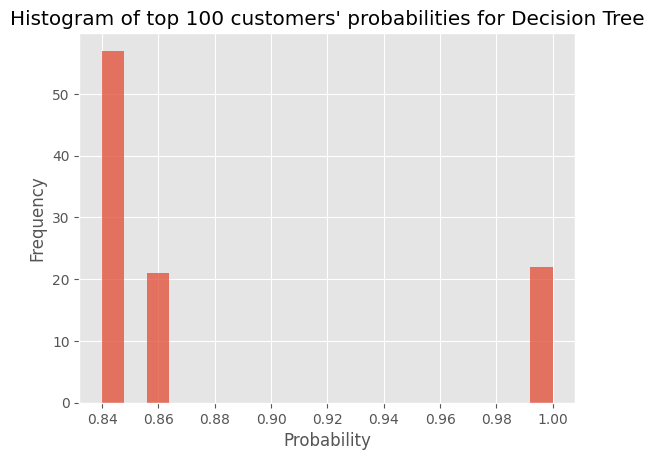 Histogram of top 100 customers' probabilities for Decision Tree
Frequency
50
40
30
20
10
0
0.84 0.86 0.88 0.90 0.92 0.94 0.96 0.98 1.00
Probability